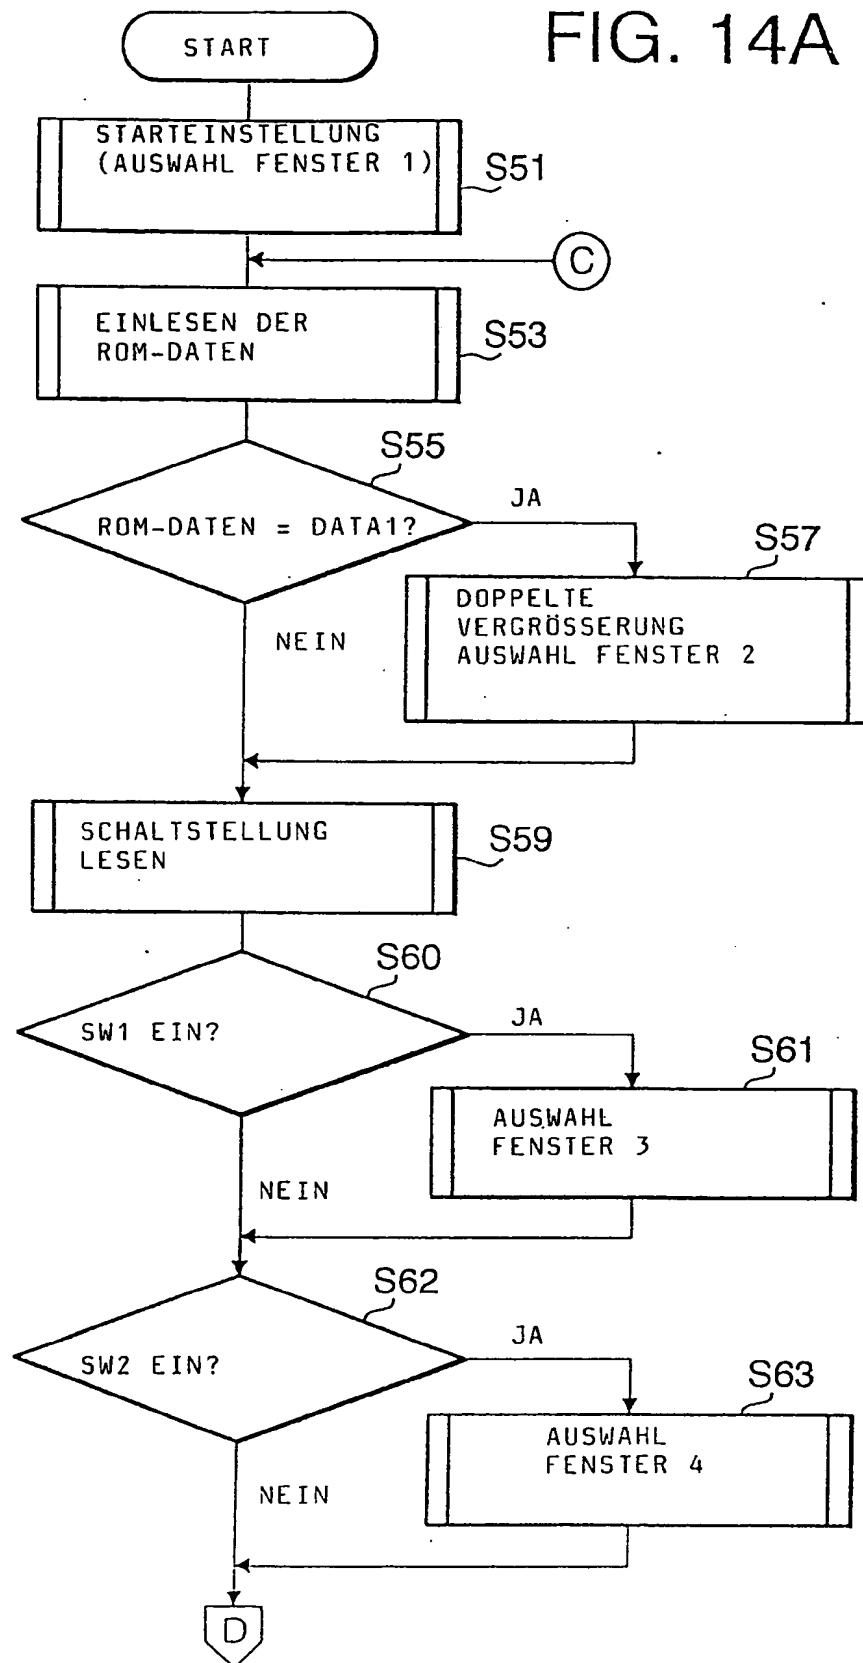 FIG. 14A
START
STARTEINSTELLUNG
(AUSWAHL FENSTER 1)
S51
C
EINLESEN DER
ROM-DATEN
S53
S55
ROM-DATEN = DATA1?
JA
S57
DOPPELTE
VERGRÖSSERUNG
AUSWAHL FENSTER 2
NEIN
SCHALTSTELLUNG
LESEN
S59
S60
SW1 EIN?
JA
S61
AUSWAHL
FENSTER 3
NEIN
S62
SW2 EIN?
JA
S63
AUSWAHL
FENSTER 4
NEIN
D